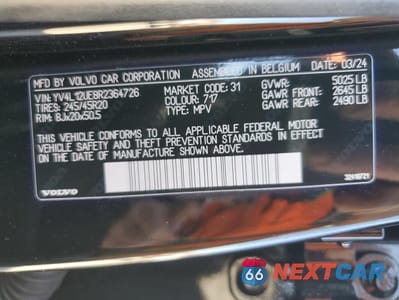 MFD BY VOLVO CAR CORPORATION ASSEMBLED IN BELGIUM DATE: 03/24
VIN: YV4L12UE8R2364726 MARKET CODE: 31 GVWR: 5025 LB
TIRES: 245/45R20 COLOUR: 717 GAWR FRONT: 2645 LB
RIM: 8Jx20x50.5 TYPE: MPV GAWR REAR: 2490 LB
THIS VEHICLE CONFORMS TO ALL APPLICABLE FEDERAL MOTOR
VEHICLE SAFETY AND THEFT PREVENTION STANDARDS IN EFFECT
ON THE DATE OF MANUFACTURE SHOWN ABOVE.
VOLVO
66 NEXTCAR